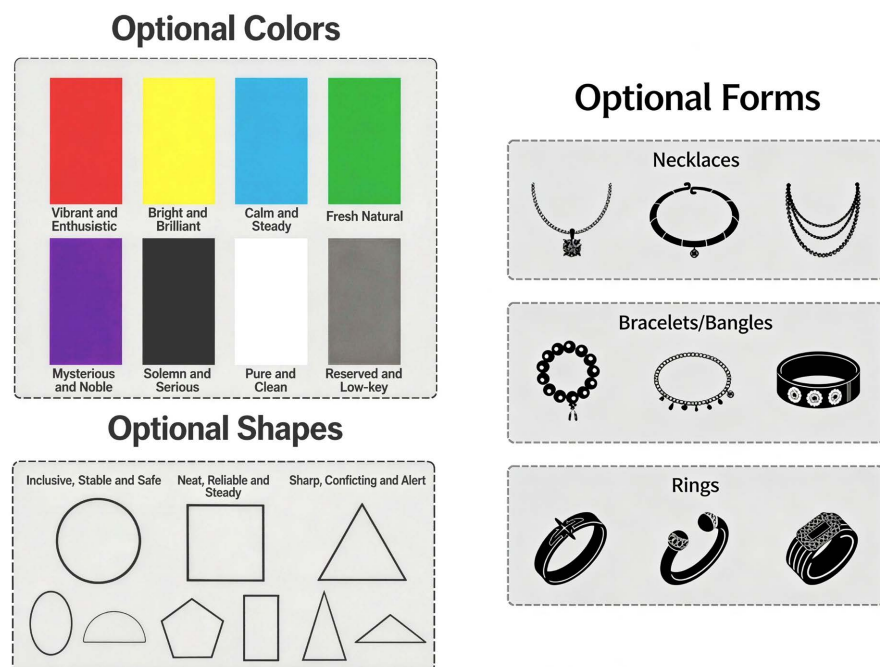 Optional Colors
Vibrant and
Enthusistic
Bright and
Brilliant
Calm and
Steady
Fresh Natural
Mysterious
and Noble
Solemn and
Serious
Pure and
Clean
Reserved and
Low-key
Optional Shapes
Inclusive, Stable and Safe
Neat, Reliable and
Steady
Sharp, Conficting and Alert
Optional Forms
Necklaces
Bracelets/Bangles
Rings